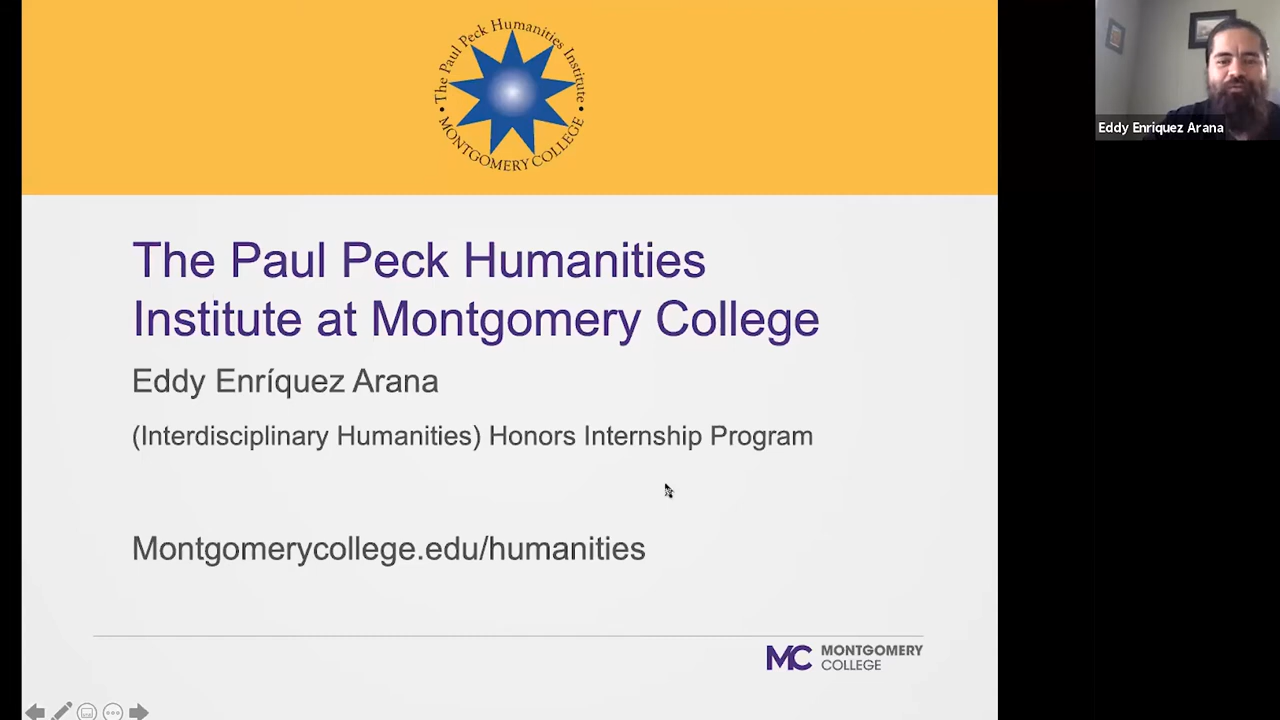 The Paul Peck Humanities Institute
• MONTGOMERY COLLEGE •
Eddy Enriquez Arana
The Paul Peck Humanities
Institute at Montgomery College
Eddy Enríquez Arana
(Interdisciplinary Humanities) Honors Internship Program
Montgomerycollege.edu/humanities
MC MONTGOMERY
COLLEGE